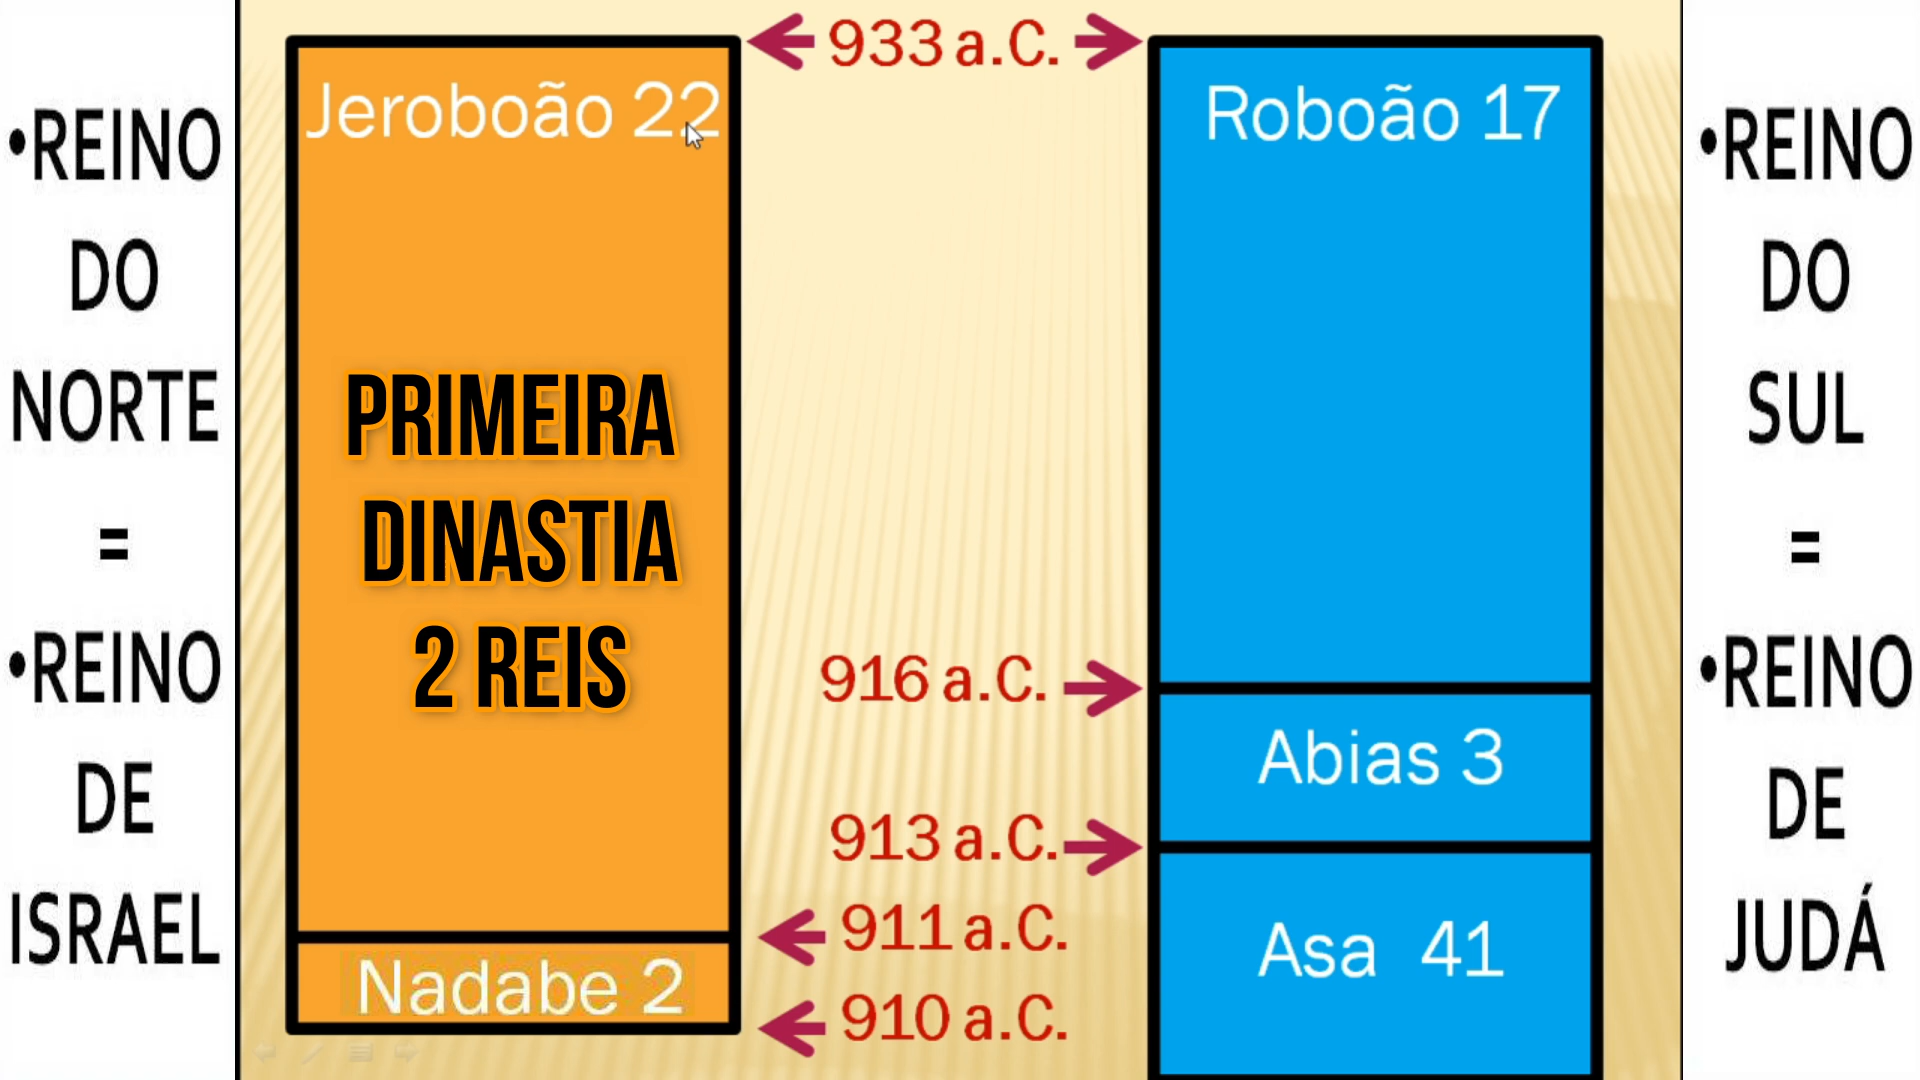 •REINO
DO
NORTE
=
•REINO
DE
ISRAEL
Jeroboão 22
PRIMEIRA
DINASTIA
2 REIS
Nadabe 2
933 a.C.
916 a.C.
913 a.C.
911 a.C.
910 a.C.
Roboão 17
Abias 3
Asa 41
•REINO
DO
SUL
=
•REINO
DE
JUDÁ